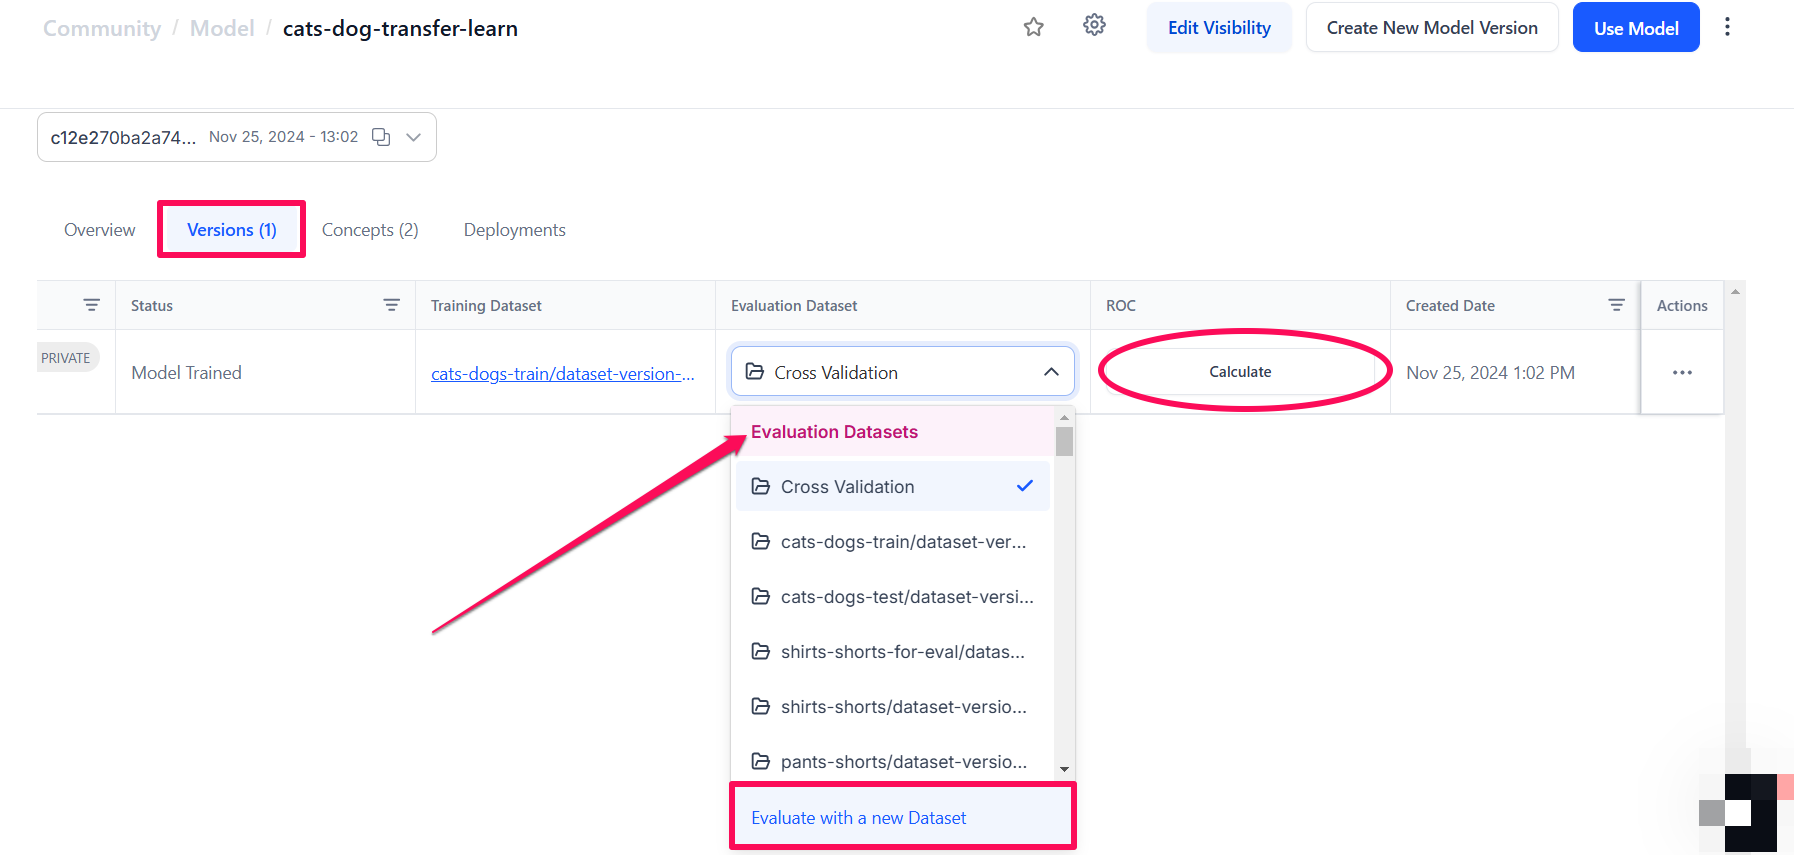 Community / Model / cats-dog-transfer-learn
Edit Visibility
Create New Model Version
Use Model
c12e270ba2a74... Nov 25, 2024 - 13:02
Overview
Versions (1)
Concepts (2)
Deployments
Status
Training Dataset
Evaluation Dataset
ROC
Created Date
Actions
PRIVATE
Model Trained
cats-dogs-train/dataset-version-...
Cross Validation
Calculate
Nov 25, 2024 1:02 PM
Evaluation Datasets
Cross Validation
cats-dogs-train/dataset-ver...
cats-dogs-test/dataset-versi...
shirts-shorts-for-eval/datas...
shirts-shorts/dataset-versio...
pants-shorts/dataset-versio...
Evaluate with a new Dataset